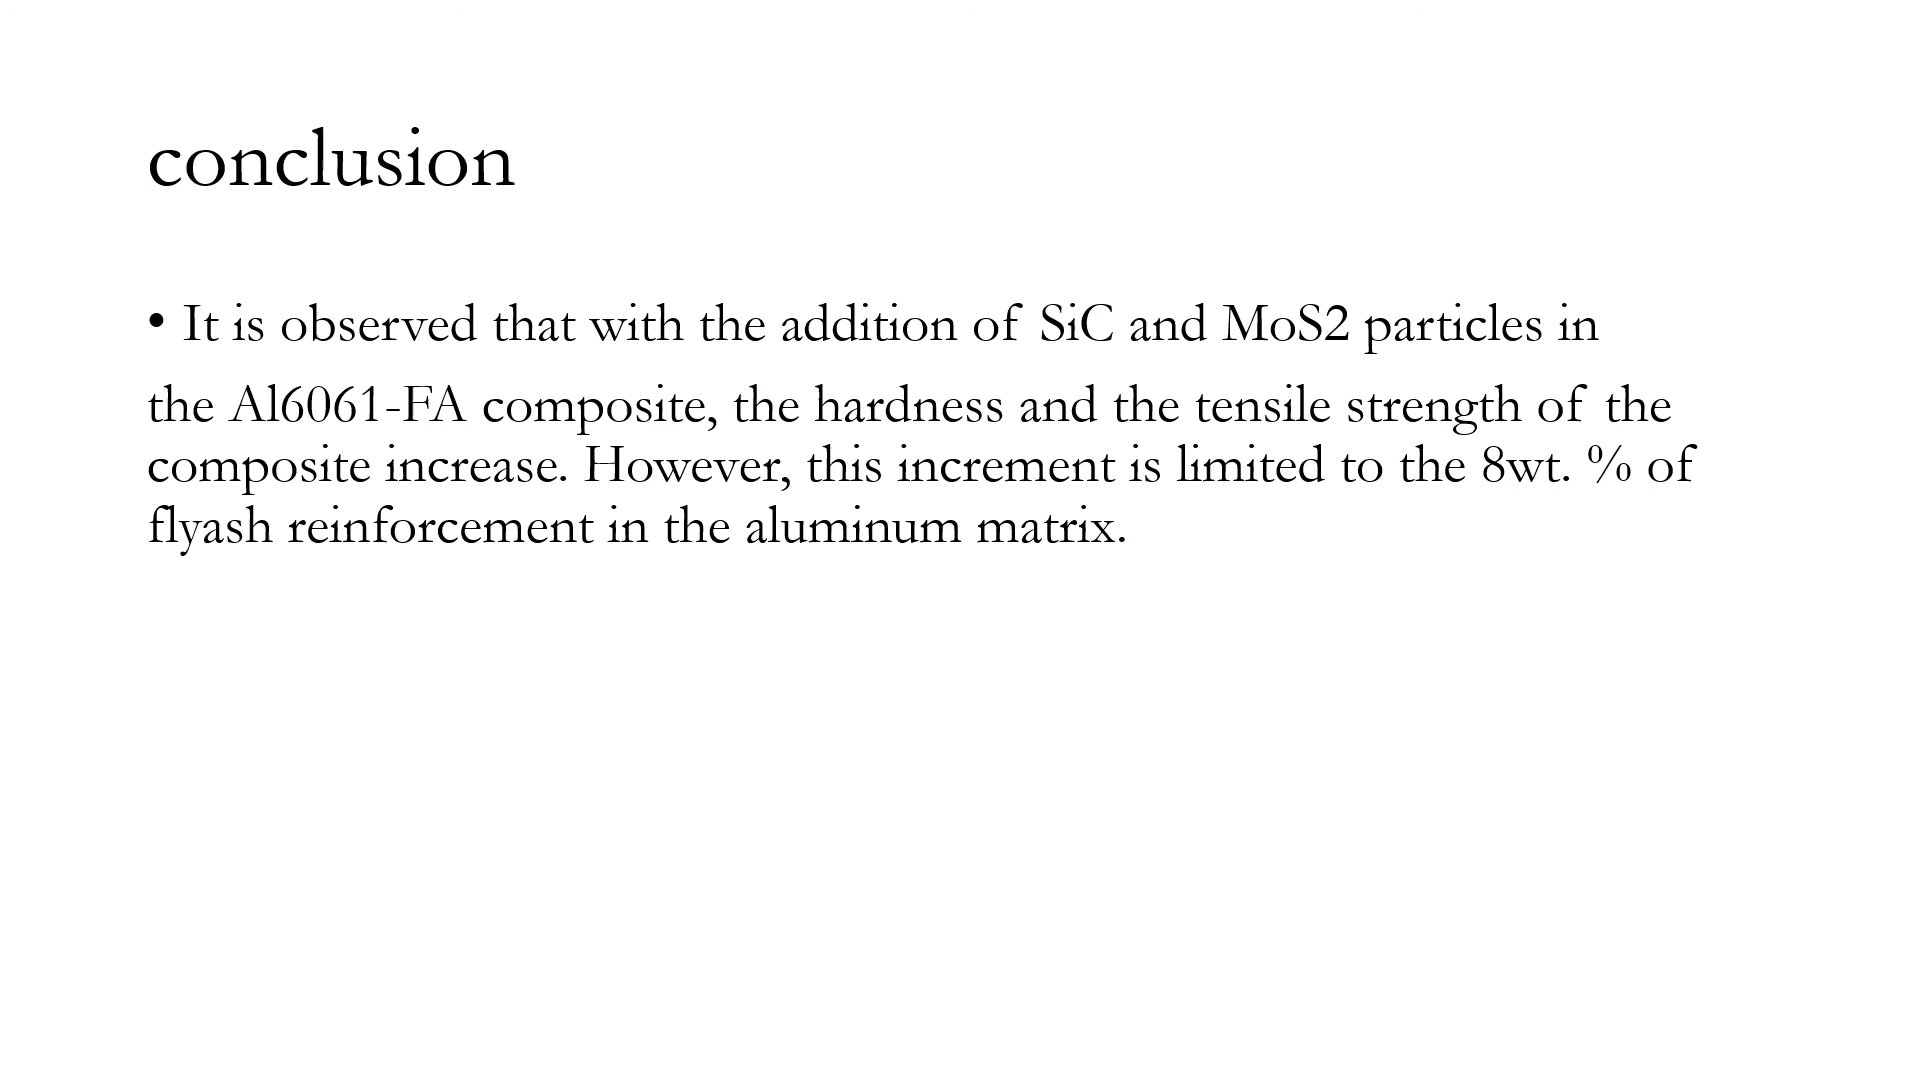 conclusion
• It is observed that with the addition of SiC and MoS2 particles in
the Al6061-FA composite, the hardness and the tensile strength of the
composite increase. However, this increment is limited to the 8wt. % of
flyash reinforcement in the aluminum matrix.